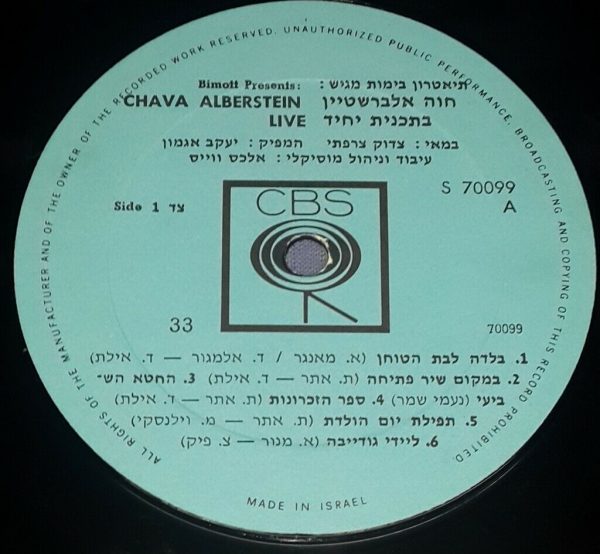 ALL RIGHTS OF THE MANUFACTURER AND OF THE OWNER OF THE RECORDED WORK RESERVED. UNAUTHORIZED PUBLIC PERFORMANCE, BROADCASTING AND COPYING OF THIS RECORD PROHIBITED.
Bimott Presents: תיאטרון בימות מגיש:
CHAVA ALBERSTEIN חוה אלברשטיין
LIVE בתכנית יחיד
במאי: צדוק צרפתי המפיק: יעקב אגמון
עיבוד וניהול מוסיקלי: אלכס ווייס
S 70099
A
Side 1 צד
CBS
33
70099
1. בלדה לבת הטוחן (א. מאנגר / ד. אלמגור — ד. אילת)
2. במקום שיר פתיחה (ת. אתר — ד. אילת) 3. החטא הש־
ביעי (נעמי שמר) 4. ספר הזכרונות (ת. אתר — ד. אילת)
5. תפילת יום הולדת (ת. אתר — מ. וילנסקי)
6. ליידי גודייבה (א. מנור — צ. פיק)
MADE IN ISRAEL